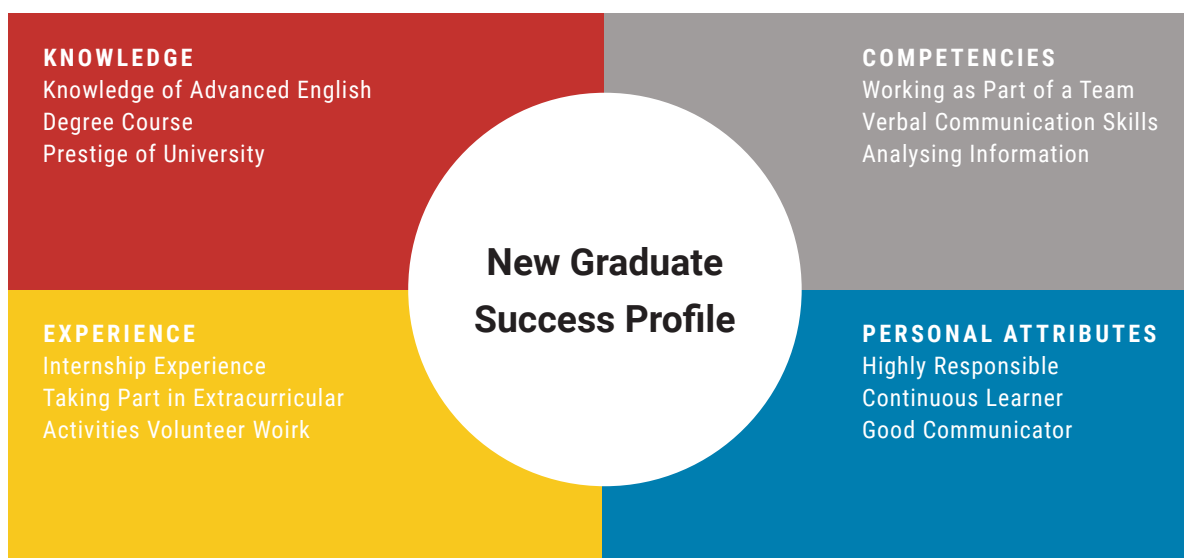 KNOWLEDGE
Knowledge of Advanced English
Degree Course
Prestige of University
COMPETENCIES
Working as Part of a Team
Verbal Communication Skills
Analysing Information
New Graduate
Success Profile
EXPERIENCE
Internship Experience
Taking Part in Extracurricular
Activities Volunteer Woirk
PERSONAL ATTRIBUTES
Highly Responsible
Continuous Learner
Good Communicator